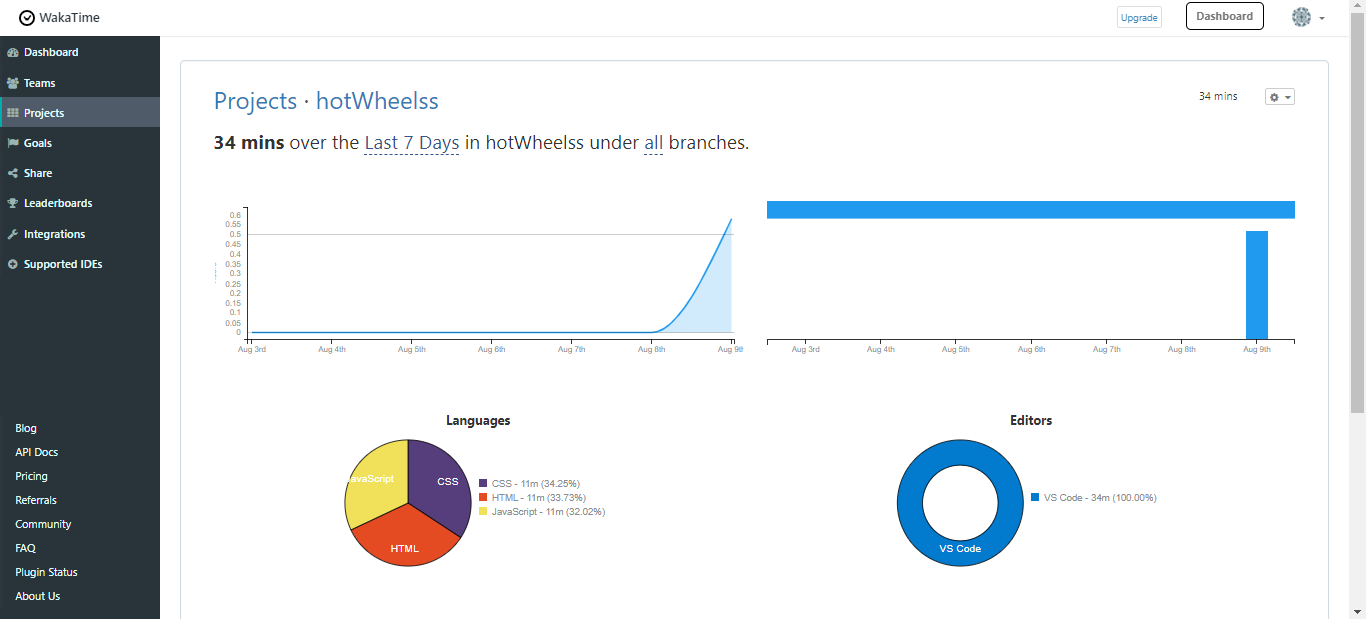 WakaTime
Upgrade
Dashboard
Dashboard
Teams
Projects
Goals
Share
Leaderboards
Integrations
Supported IDEs
Blog
API Docs
Pricing
Referrals
Community
FAQ
Plugin Status
About Us
Projects · hotWheelss
34 mins
34 mins over the Last 7 Days in hotWheelss under all branches.
0.6
0.55
0.5
0.45
0.4
0.35
0.3
0.25
0.2
0.15
0.1
0.05
0
Aug 3rd Aug 4th Aug 5th Aug 6th Aug 7th Aug 8th Aug 9th
Aug 3rd Aug 4th Aug 5th Aug 6th Aug 7th Aug 8th Aug 9th
Languages
JavaScript
CSS
HTML
CSS - 11m (34.25%)
HTML - 11m (33.73%)
JavaScript - 11m (32.02%)
Editors
VS Code
VS Code - 34m (100.00%)